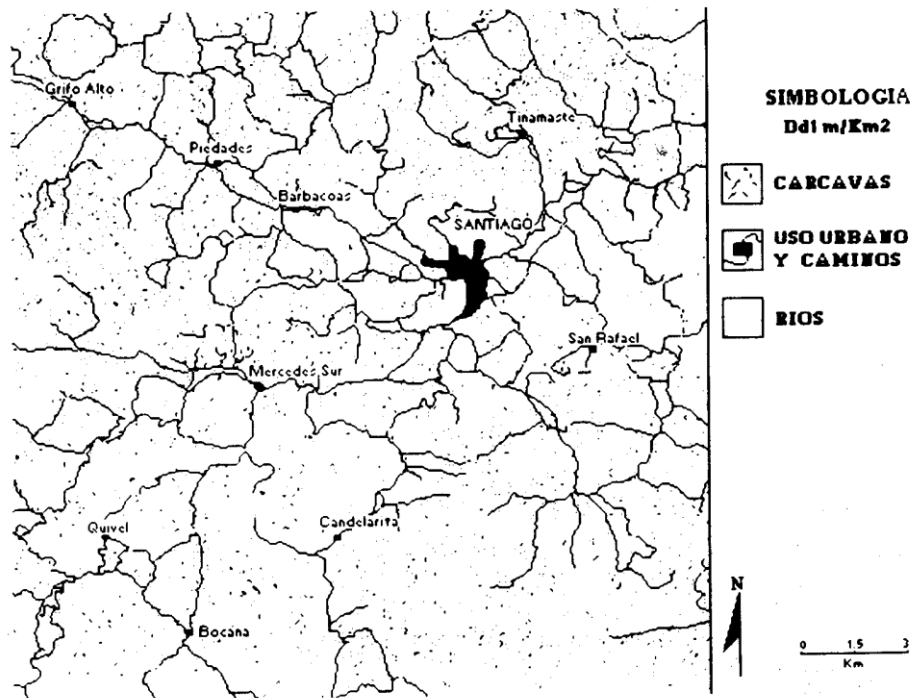 Grifo Alto
Tinamaste
Piedades
Barbacoas
SANTIAGO
San Rafael
Mercedes Sur
Quivel
Candelarita
Bocana
SIMBOLOGIA
Ddl m/Km2
CARCAVAS
USO URBANO
Y CAMINOS
RIOS
N
0 1.5 3
Km